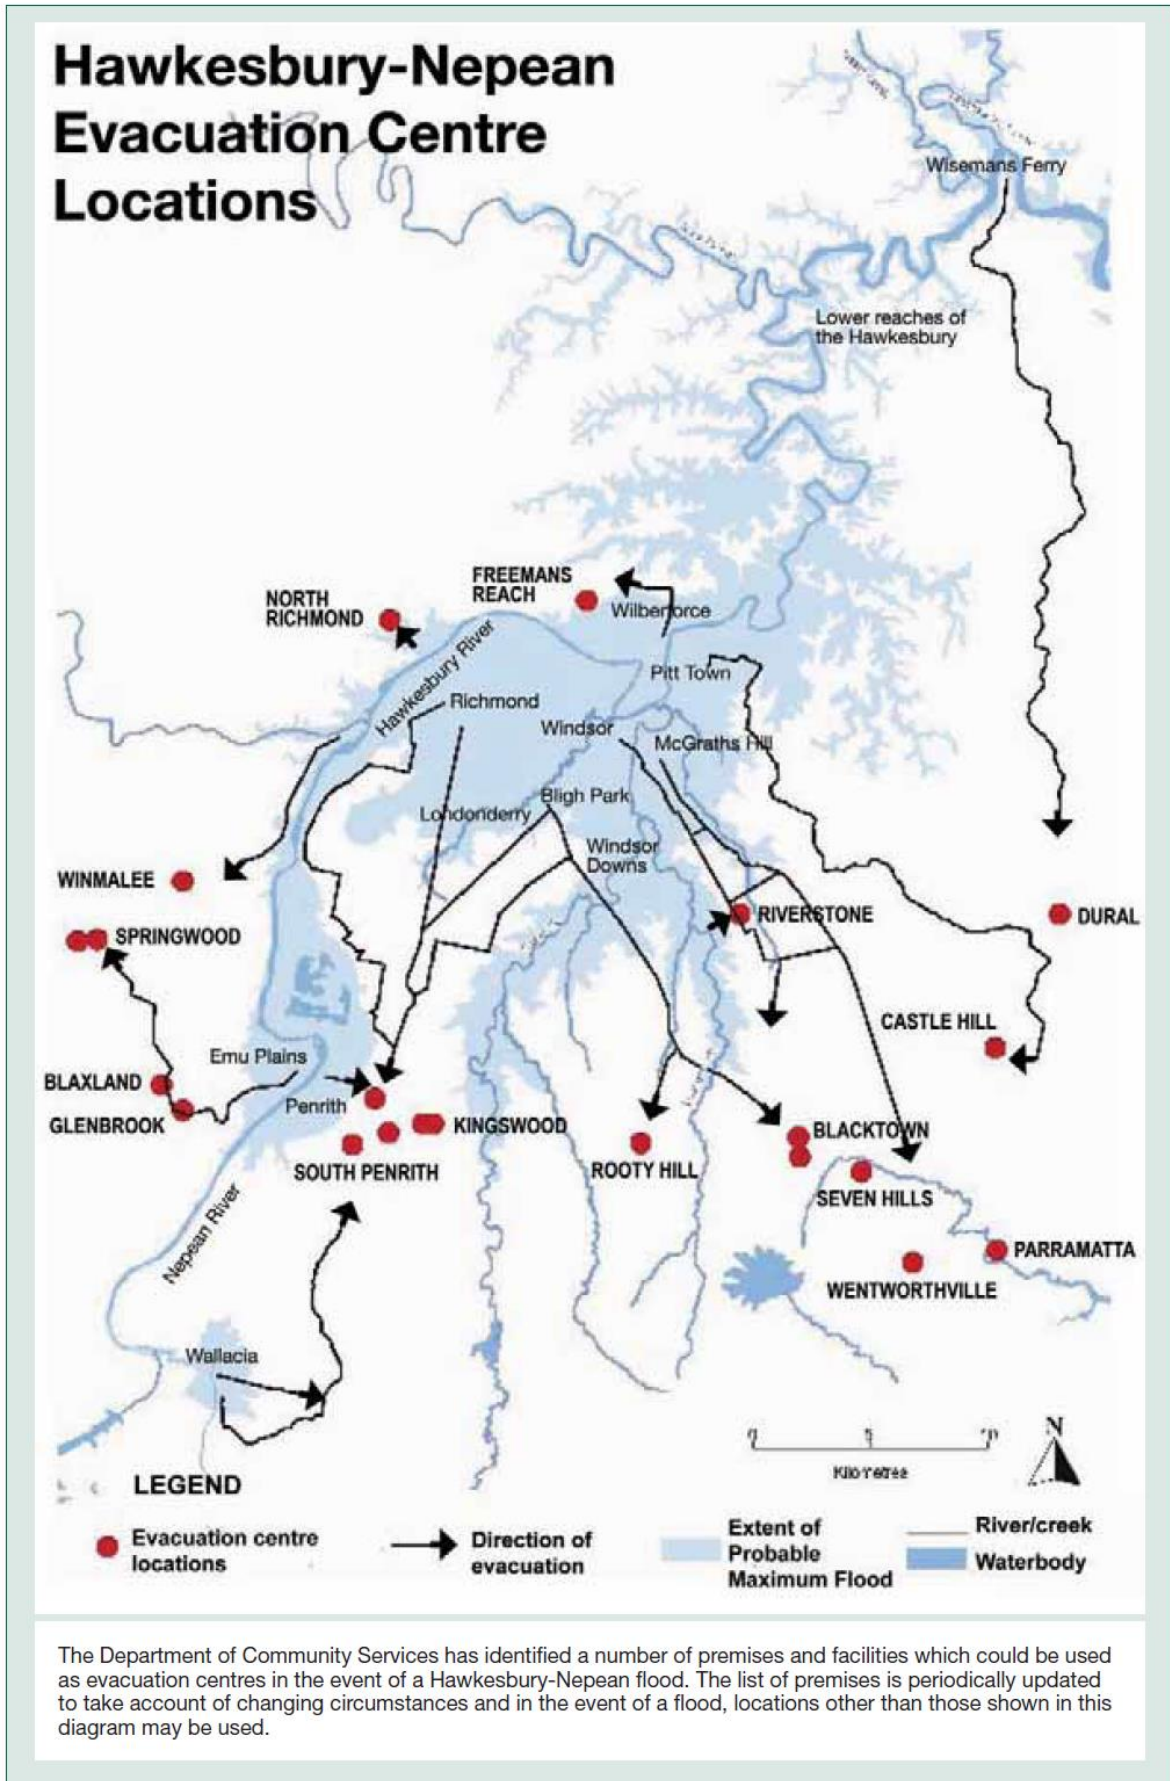 Hawkesbury-Nepean
Evacuation Centre
Locations
Wisemans Ferry
Lower reaches of
the Hawkesbury
FREEMANS
REACH
NORTH
RICHMOND
Wilberforce
Hawkesbury River
Pitt Town
Richmond
Windsor
McGraths Hill
Bligh Park
Londonderry
Windsor
Downs
WINMALEE
RIVERSTONE
DURAL
SPRINGWOOD
CASTLE HILL
Emu Plains
BLAXLAND
Penrith
GLENBROOK
KINGSWOOD
BLACKTOWN
SOUTH PENRITH
ROOTY HILL
SEVEN HILLS
Nepean River
PARRAMATTA
WENTWORTHVILLE
Wallacia
N
0 5 10
Kilometres
LEGEND
Evacuation centre
locations
Direction of
evacuation
Extent of
Probable
Maximum Flood
River/creek
Waterbody
The Department of Community Services has identified a number of premises and facilities which could be used
as evacuation centres in the event of a Hawkesbury-Nepean flood. The list of premises is periodically updated
to take account of changing circumstances and in the event of a flood, locations other than those shown in this
diagram may be used.